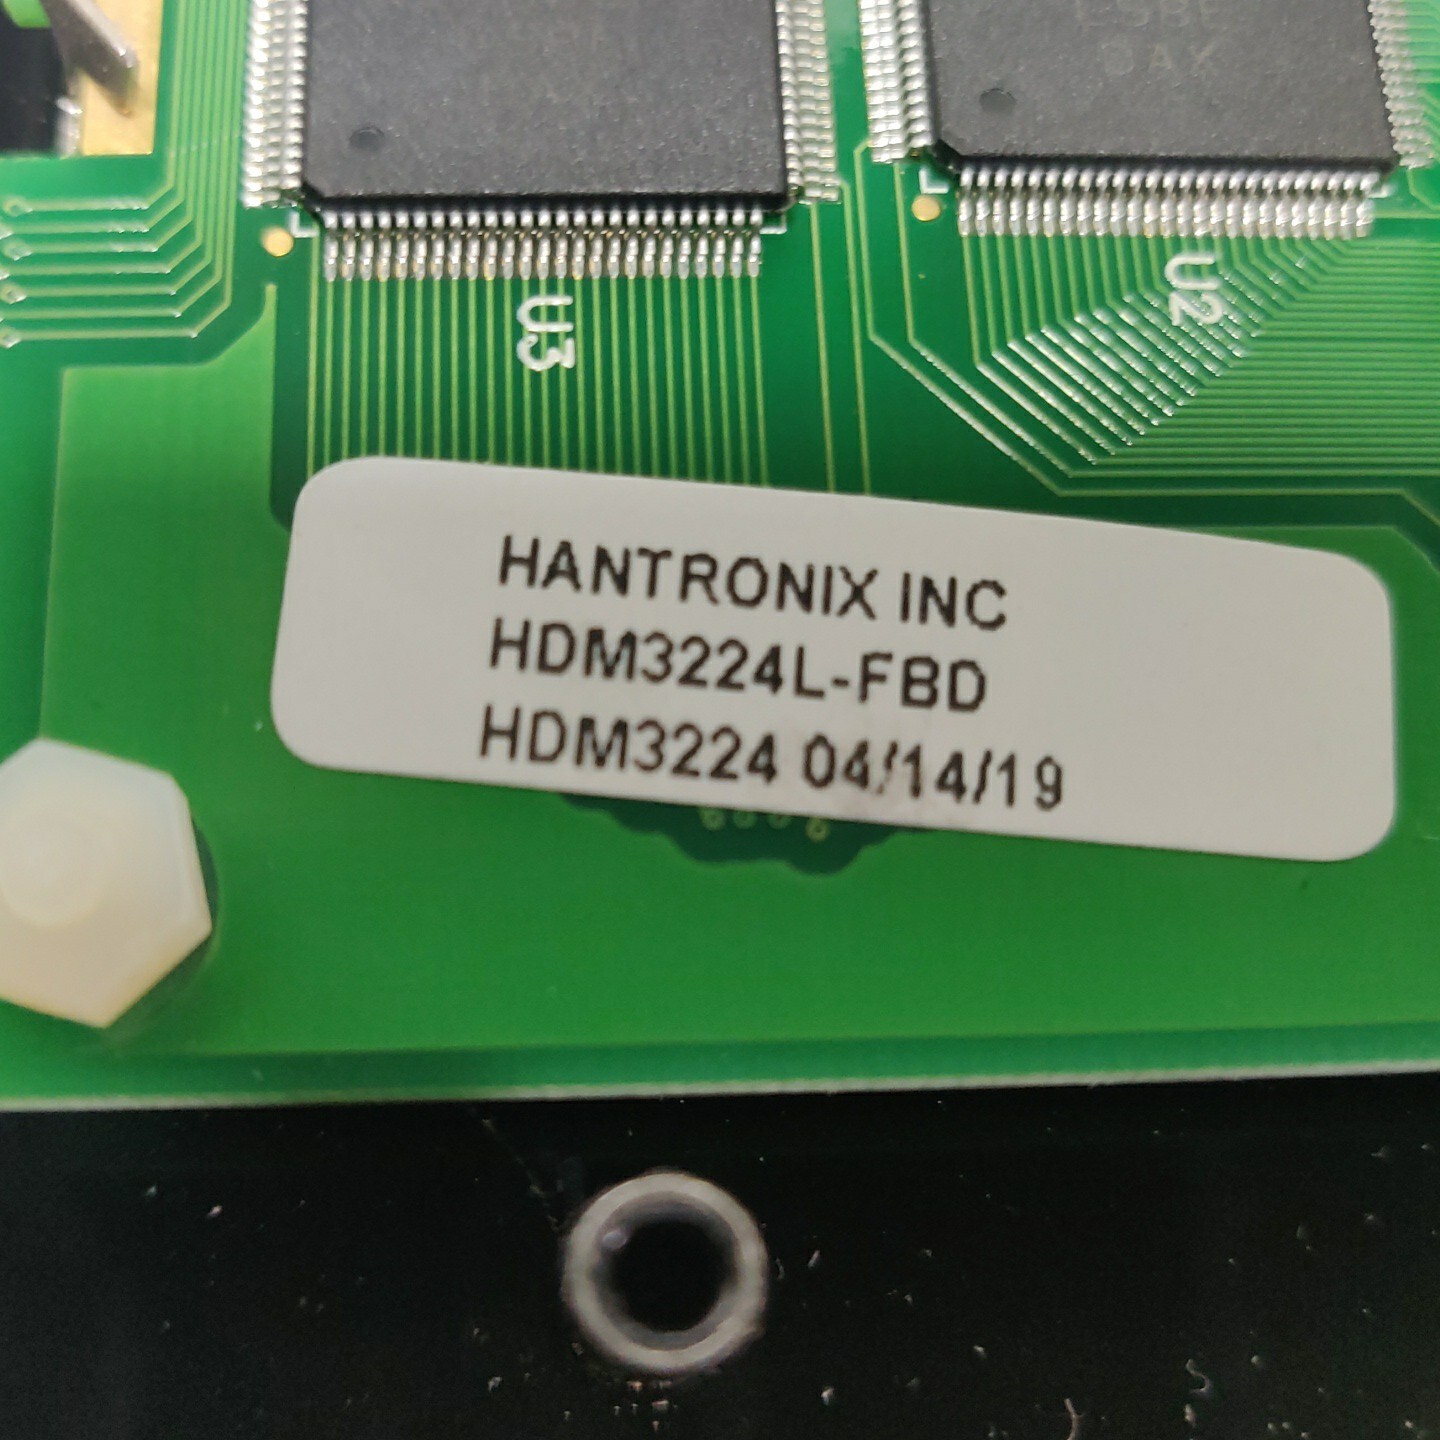 U3
U2
HANTRONIX INC
HDM3224L-FBD
HDM3224 04/14/19